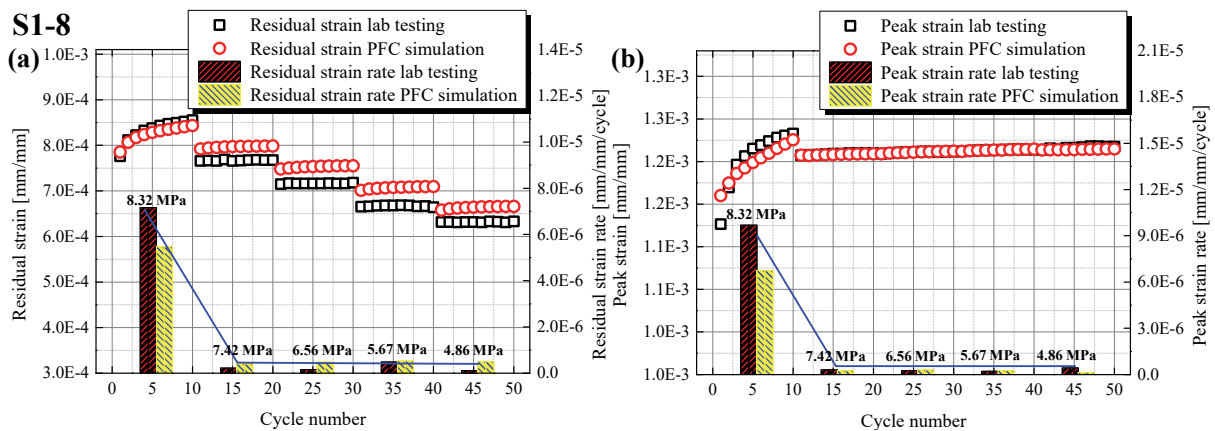 S1-8
(a)
Residual strain lab testing
Residual strain PFC simulation
Residual strain rate lab testing
Residual strain rate PFC simulation
1.0E-3
9.0E-4
8.0E-4
7.0E-4
6.0E-4
5.0E-4
4.0E-4
3.0E-4
Residual strain [mm/mm]
8.32 MPa
7.42 MPa
6.56 MPa
5.67 MPa
4.86 MPa
0 5 10 15 20 25 30 35 40 45 50
Cycle number
1.4E-5
1.2E-5
1.0E-5
8.0E-6
6.0E-6
4.0E-6
2.0E-6
0.0
Residual strain rate [mm/mm/cycle]
(b)
Peak strain lab testing
Peak strain PFC simulation
Peak strain rate lab testing
Peak strain rate PFC simulation
1.3E-3
1.3E-3
1.2E-3
1.2E-3
1.1E-3
1.1E-3
1.0E-3
1.0E-3
Peak strain [mm/mm]
8.32 MPa
7.42 MPa
6.56 MPa
5.67 MPa
4.86 MPa
0 5 10 15 20 25 30 35 40 45 50
Cycle number
2.1E-5
1.8E-5
1.5E-5
1.2E-5
9.0E-6
6.0E-6
3.0E-6
0.0
Peak strain rate [mm/mm/cycle]